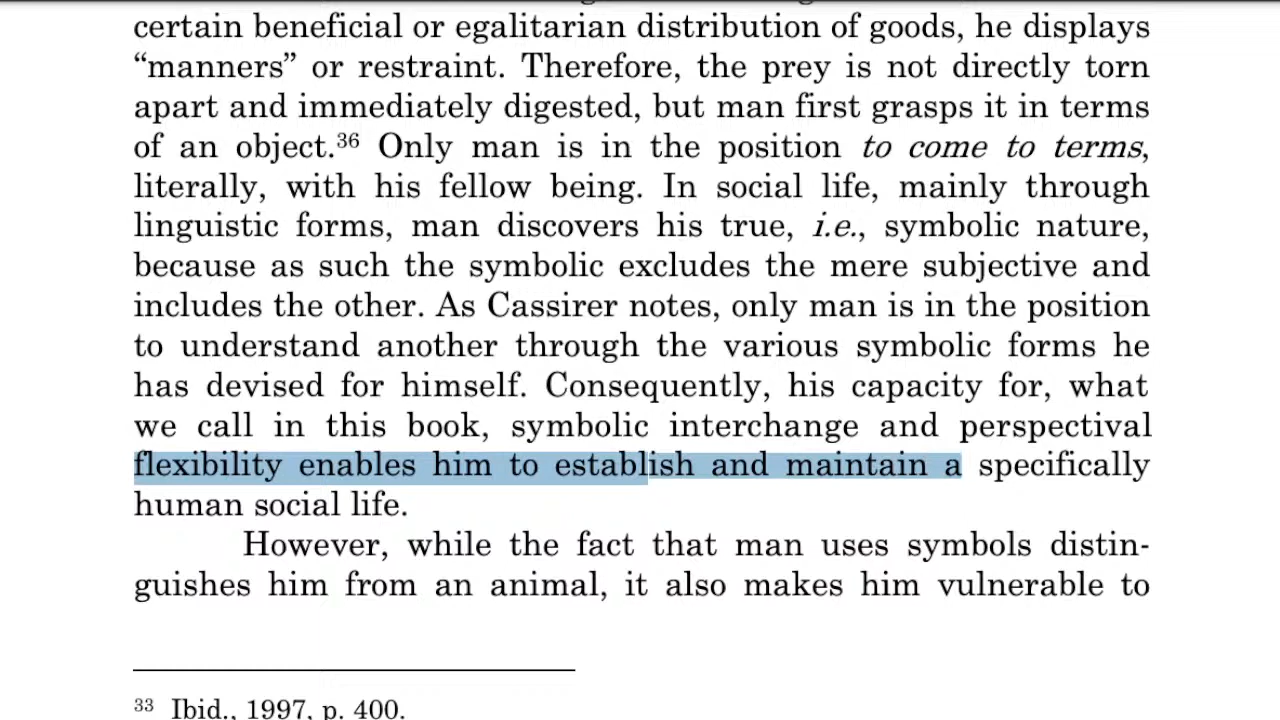 certain beneficial or egalitarian distribution of goods, he displays
“manners” or restraint. Therefore, the prey is not directly torn
apart and immediately digested, but man first grasps it in terms
of an object.36 Only man is in the position to come to terms,
literally, with his fellow being. In social life, mainly through
linguistic forms, man discovers his true, i.e., symbolic nature,
because as such the symbolic excludes the mere subjective and
includes the other. As Cassirer notes, only man is in the position
to understand another through the various symbolic forms he
has devised for himself. Consequently, his capacity for, what
we call in this book, symbolic interchange and perspectival
flexibility enables him to establish and maintain a specifically
human social life.
However, while the fact that man uses symbols distin-
guishes him from an animal, it also makes him vulnerable to
33 Ibid., 1997, p. 400.